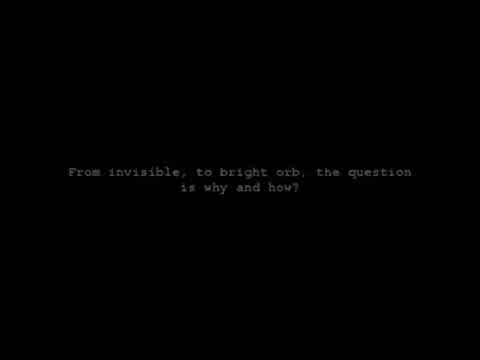 From invisible, to bright orb, the question
is why and how?